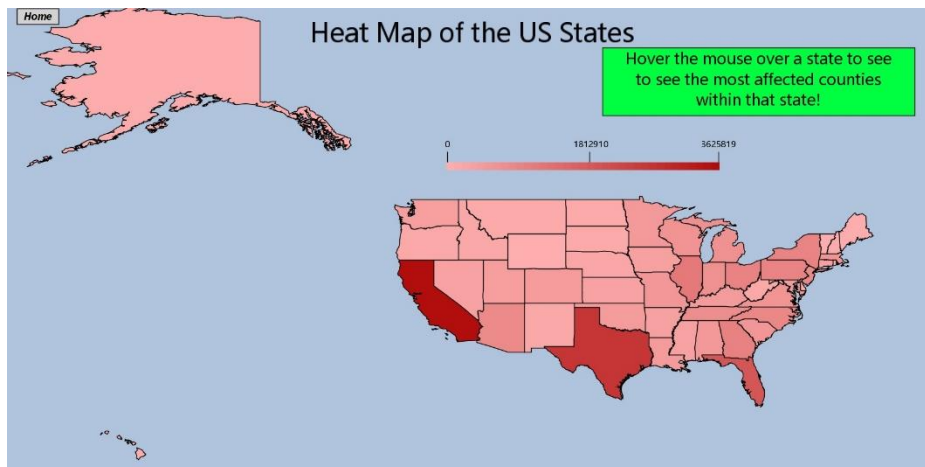 Home
Heat Map of the US States
Hover the mouse over a state to see
to see the most affected counties
within that state!
0 1812910 3625819